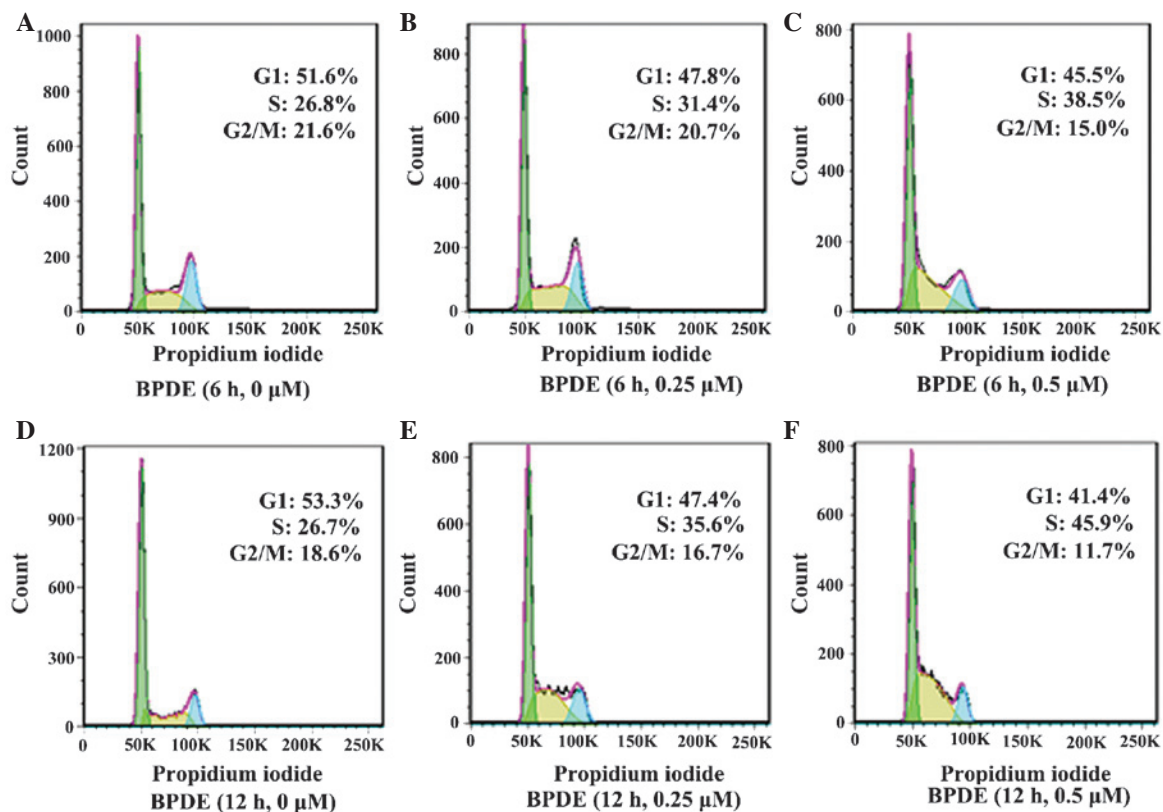 A
1000
800
600
400
200
0
Count
G1: 51.6%
S: 26.8%
G2/M: 21.6%
0 50K 100K 150K 200K 250K
Propidium iodide
BPDE (6 h, 0 µM)
B
800
600
400
200
0
Count
G1: 47.8%
S: 31.4%
G2/M: 20.7%
0 50K 100K 150K 200K 250K
Propidium iodide
BPDE (6 h, 0.25 µM)
C
800
600
400
200
0
Count
G1: 45.5%
S: 38.5%
G2/M: 15.0%
0 50K 100K 150K 200K 250K
Propidium iodide
BPDE (6 h, 0.5 µM)
D
1200
900
600
300
0
Count
G1: 53.3%
S: 26.7%
G2/M: 18.6%
0 50K 100K 150K 200K 250K
Propidium iodide
BPDE (12 h, 0 µM)
E
800
600
400
200
0
Count
G1: 47.4%
S: 35.6%
G2/M: 16.7%
0 50K 100K 150K 200K 250K
Propidium iodide
BPDE (12 h, 0.25 µM)
F
800
600
400
200
0
Count
G1: 41.4%
S: 45.9%
G2/M: 11.7%
0 50K 100K 150K 200K 250K
Propidium iodide
BPDE (12 h, 0.5 µM)